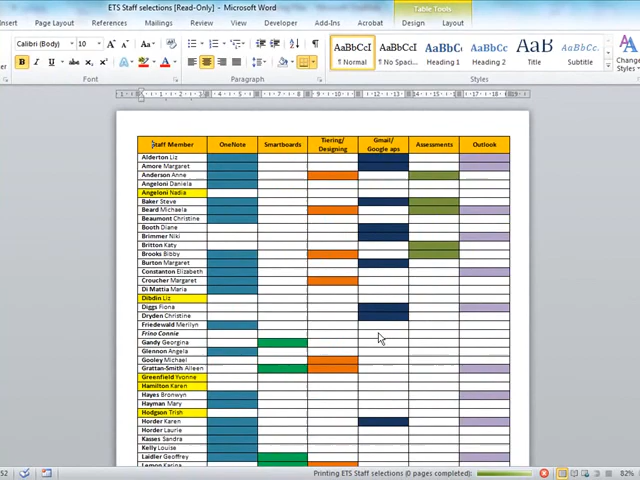 ETS Staff selections [Read-Only] - Microsoft Word
Table Tools
Page Layout References Mailings Review View Developer Add-Ins Acrobat Design Layout
Calibri (Body) 10
AaBbCcI AaBbCcI AaBbC AaBbCc AaB AaBbCc.
¶ Normal ¶ No Spaci... Heading 1 Heading 2 Title Subtitle
Change
Styles
Font Paragraph Styles
Staff Member OneNote Smartboards Tiering/ Designing Gmail/ Google aps Assessments Outlook
Alderton Liz
Amore Margaret
Anderson Anne
Angeloni Daniela
Angeloni Nadia
Baker Steve
Beard Michaela
Beaumont Christine
Booth Diane
Brimmer Niki
Britton Katy
Brooks Bibby
Burton Margaret
Constanton Elizabeth
Croucher Margaret
Di Mattia Maria
Dibdin Liz
Diggs Fiona
Dryden Christine
Friedewald Merilyn
Frino Connie
Gandy Georgina
Glennon Angela
Gooley Michael
Grattan-Smith Aileen
Greenfield Yvonne
Hamilton Karen
Hayes Bronwyn
Hayman Mary
Hodgson Trish
Horder Karen
Horder Laurie
Kasses Sandra
Kelly Louise
Laidler Geoffrey
Lemon Karina
Printing ETS Staff selections (0 pages completed): 82%